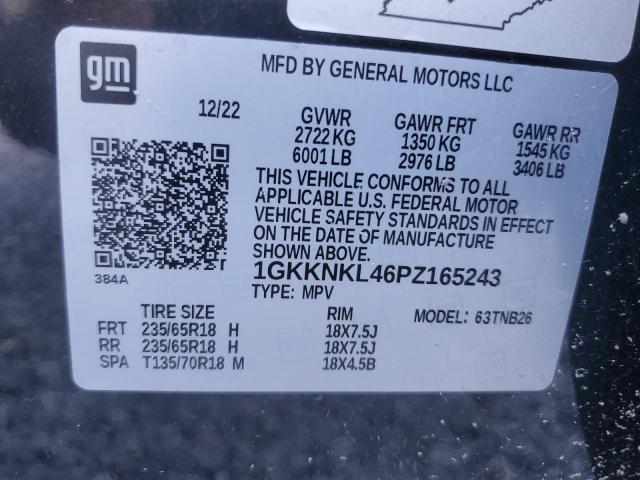 gm
MFD BY GENERAL MOTORS LLC
12/22 GVWR GAWR FRT GAWR RR
2722 KG 1350 KG 1545 KG
6001 LB 2976 LB 3406 LB
THIS VEHICLE CONFORMS TO ALL
APPLICABLE U.S. FEDERAL MOTOR
VEHICLE SAFETY STANDARDS IN EFFECT
ON THE DATE OF MANUFACTURE
SHOWN ABOVE.
1GKKNKL46PZ165243
384A TYPE: MPV
TIRE SIZE RIM MODEL: 63TNB26
FRT 235/65R18 H 18X7.5J
RR 235/65R18 H 18X7.5J
SPA T135/70R18 M 18X4.5B